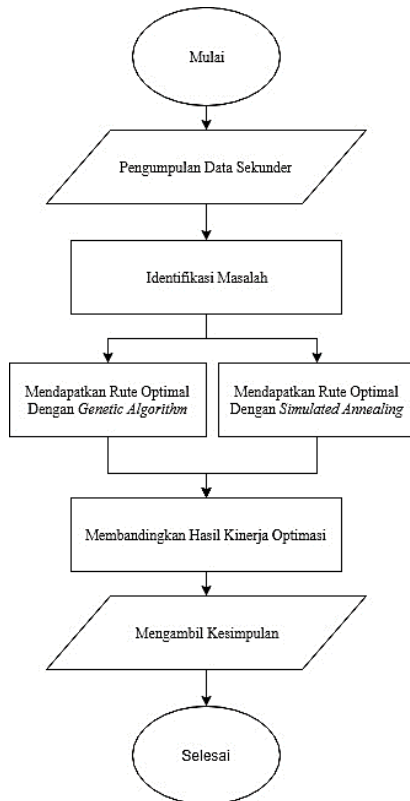 Mulai
Pengumpulan Data Sekunder
Identifikasi Masalah
Mendapatkan Rute Optimal
Dengan Genetic Algorithm
Mendapatkan Rute Optimal
Dengan Simulated Annealing
Membandingkan Hasil Kinerja Optimasi
Mengambil Kesimpulan
Selesai